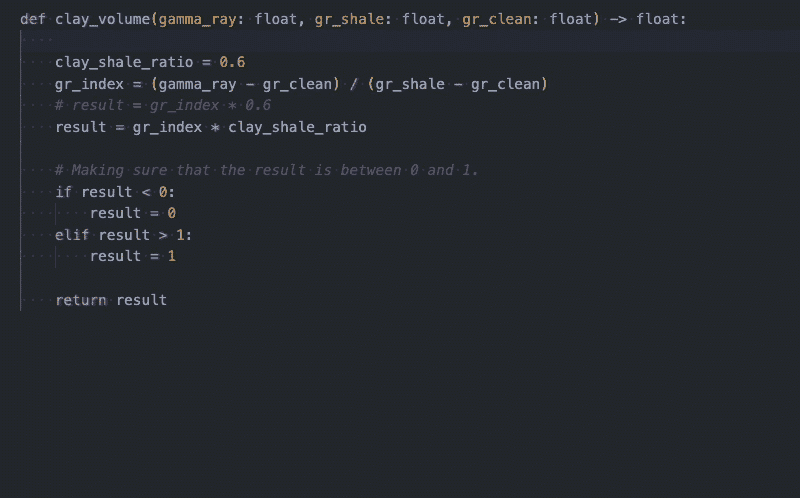 def clay_volume(gamma_ray: float, gr_shale: float, gr_clean: float) -> float:
clay_shale_ratio = 0.6
gr_index = (gamma_ray - gr_clean) / (gr_shale - gr_clean)
# result = gr_index * 0.6
result = gr_index * clay_shale_ratio
# Making sure that the result is between 0 and 1.
if result < 0:
result = 0
elif result > 1:
result = 1
return result